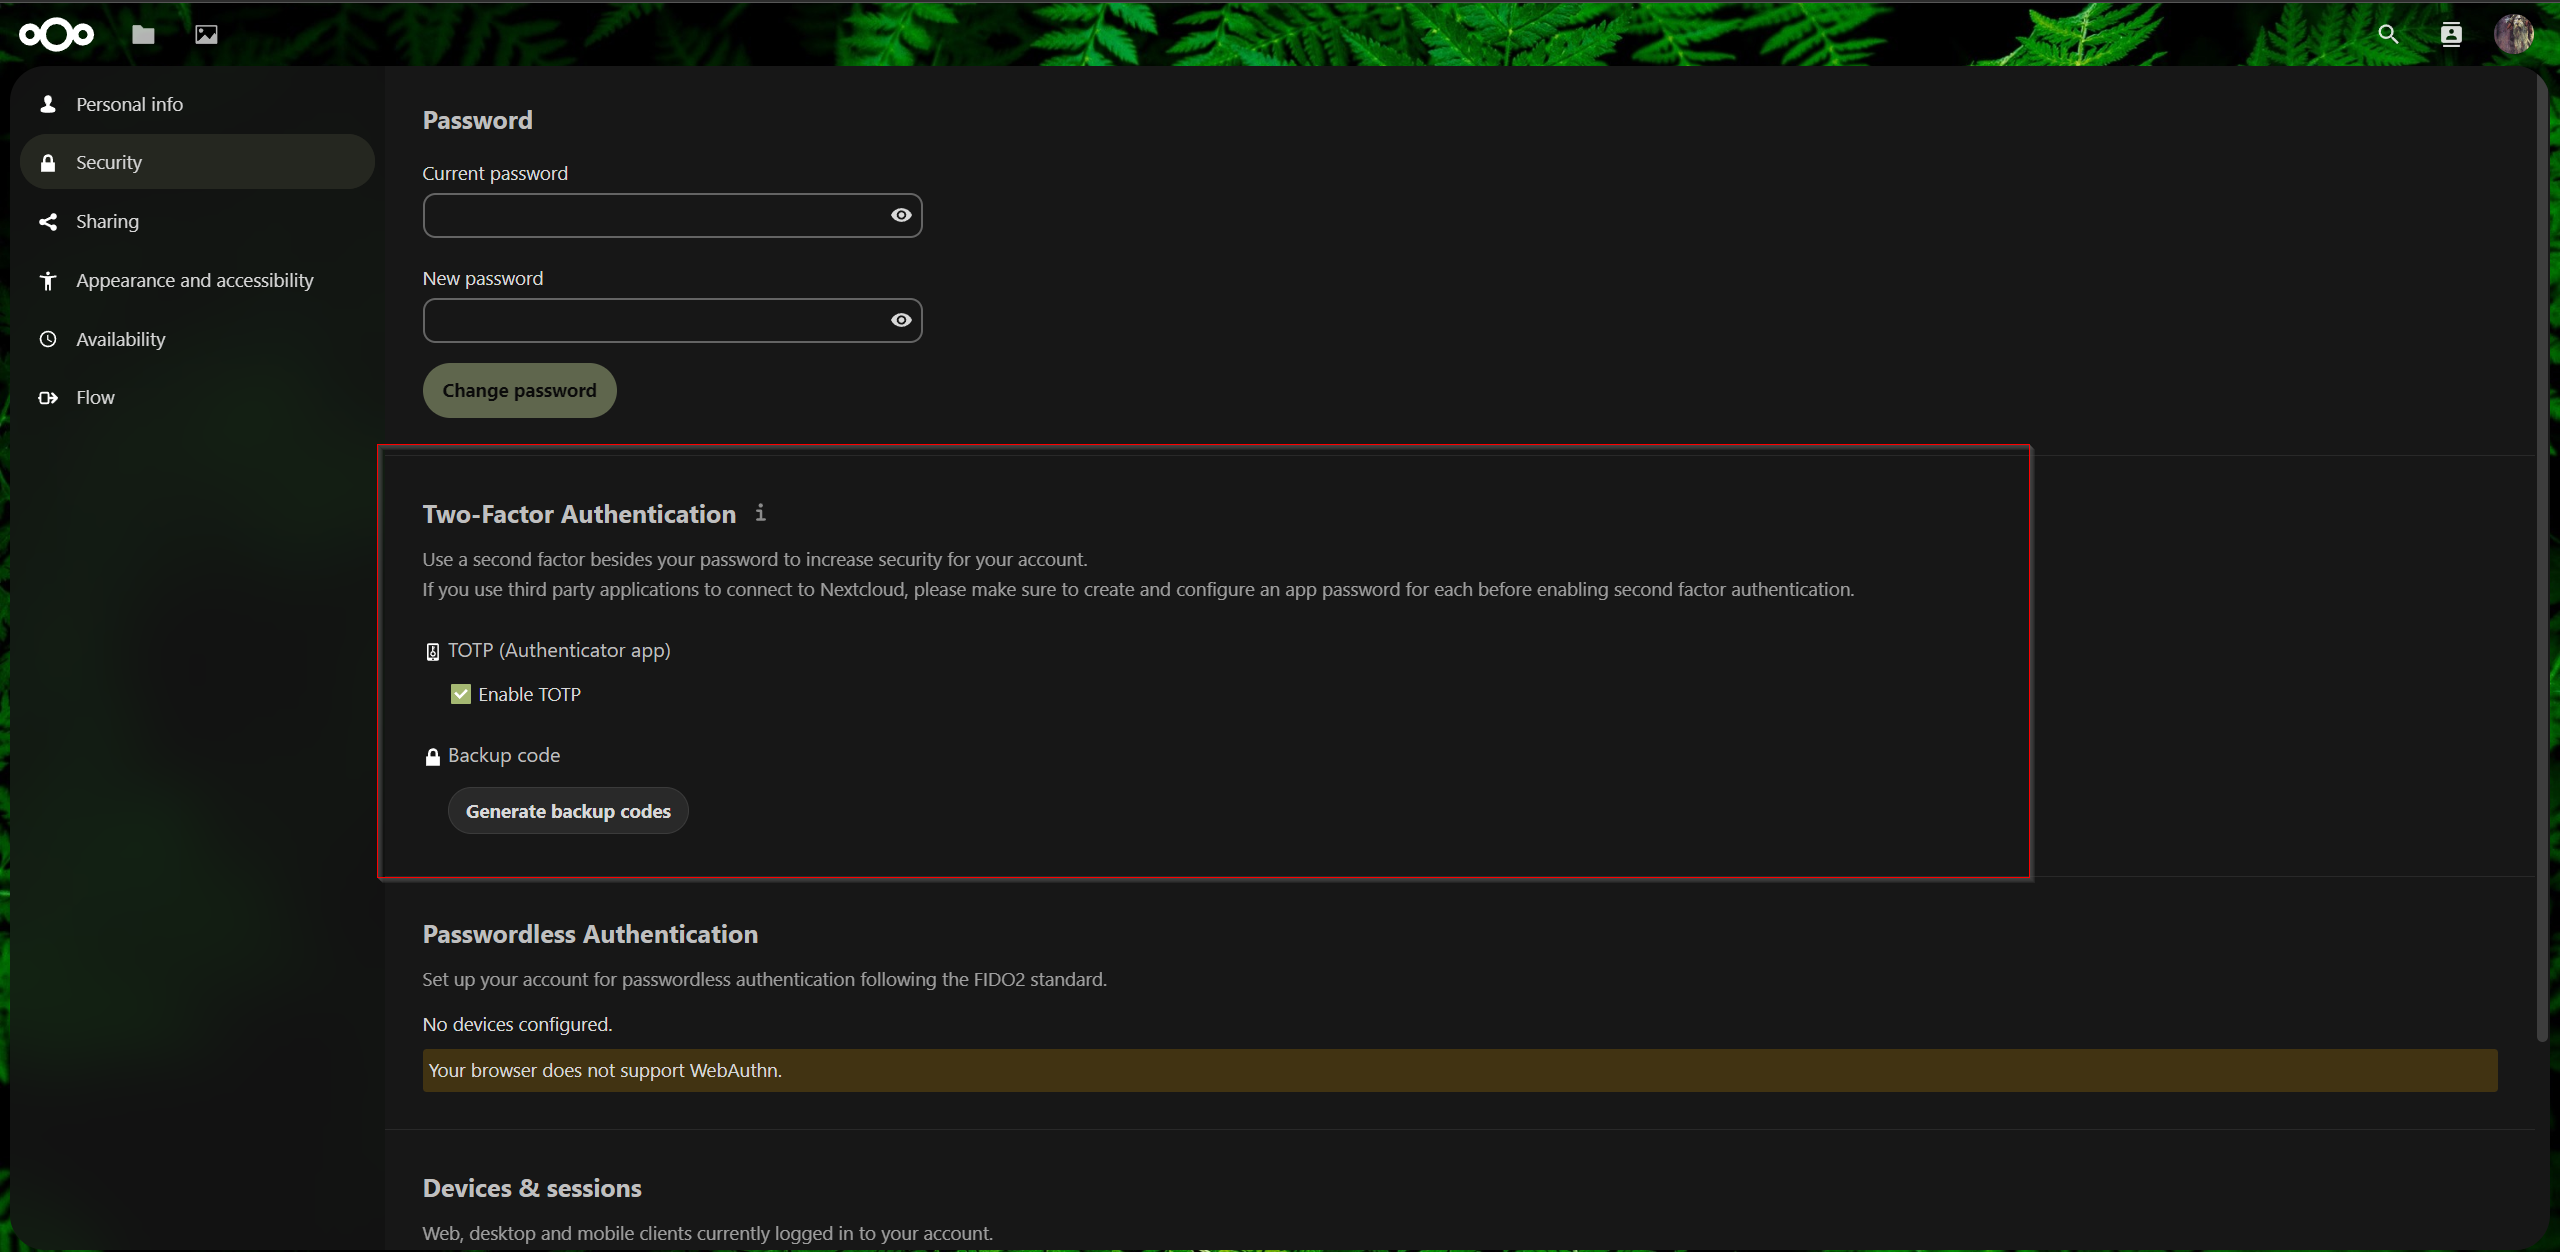 Personal info
Security
Sharing
Appearance and accessibility
Availability
Flow
Password
Current password
New password
Change password
Two-Factor Authentication
Use a second factor besides your password to increase security for your account.
If you use third party applications to connect to Nextcloud, please make sure to create and configure an app password for each before enabling second factor authentication.
TOTP (Authenticator app)
Enable TOTP
Backup code
Generate backup codes
Passwordless Authentication
Set up your account for passwordless authentication following the FIDO2 standard.
No devices configured.
Your browser does not support WebAuthn.
Devices & sessions
Web, desktop and mobile clients currently logged in to your account.